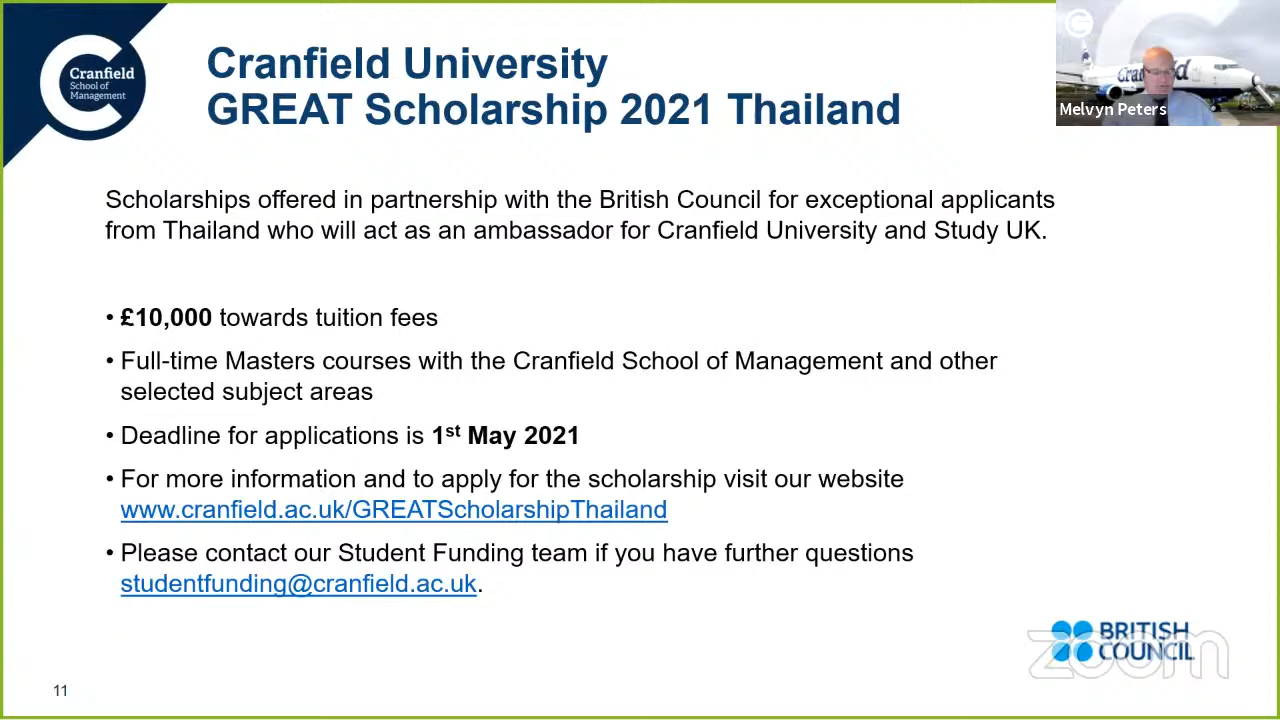 Cranfield
School of
Management
Cranfield University
GREAT Scholarship 2021 Thailand
Cranfield
Melvyn Peters
Scholarships offered in partnership with the British Council for exceptional applicants
from Thailand who will act as an ambassador for Cranfield University and Study UK.
• £10,000 towards tuition fees
• Full-time Masters courses with the Cranfield School of Management and other
selected subject areas
• Deadline for applications is 1st May 2021
• For more information and to apply for the scholarship visit our website
www.cranfield.ac.uk/GREATScholarshipThailand
• Please contact our Student Funding team if you have further questions
studentfunding@cranfield.ac.uk.
BRITISH
COUNCIL
zoom
11